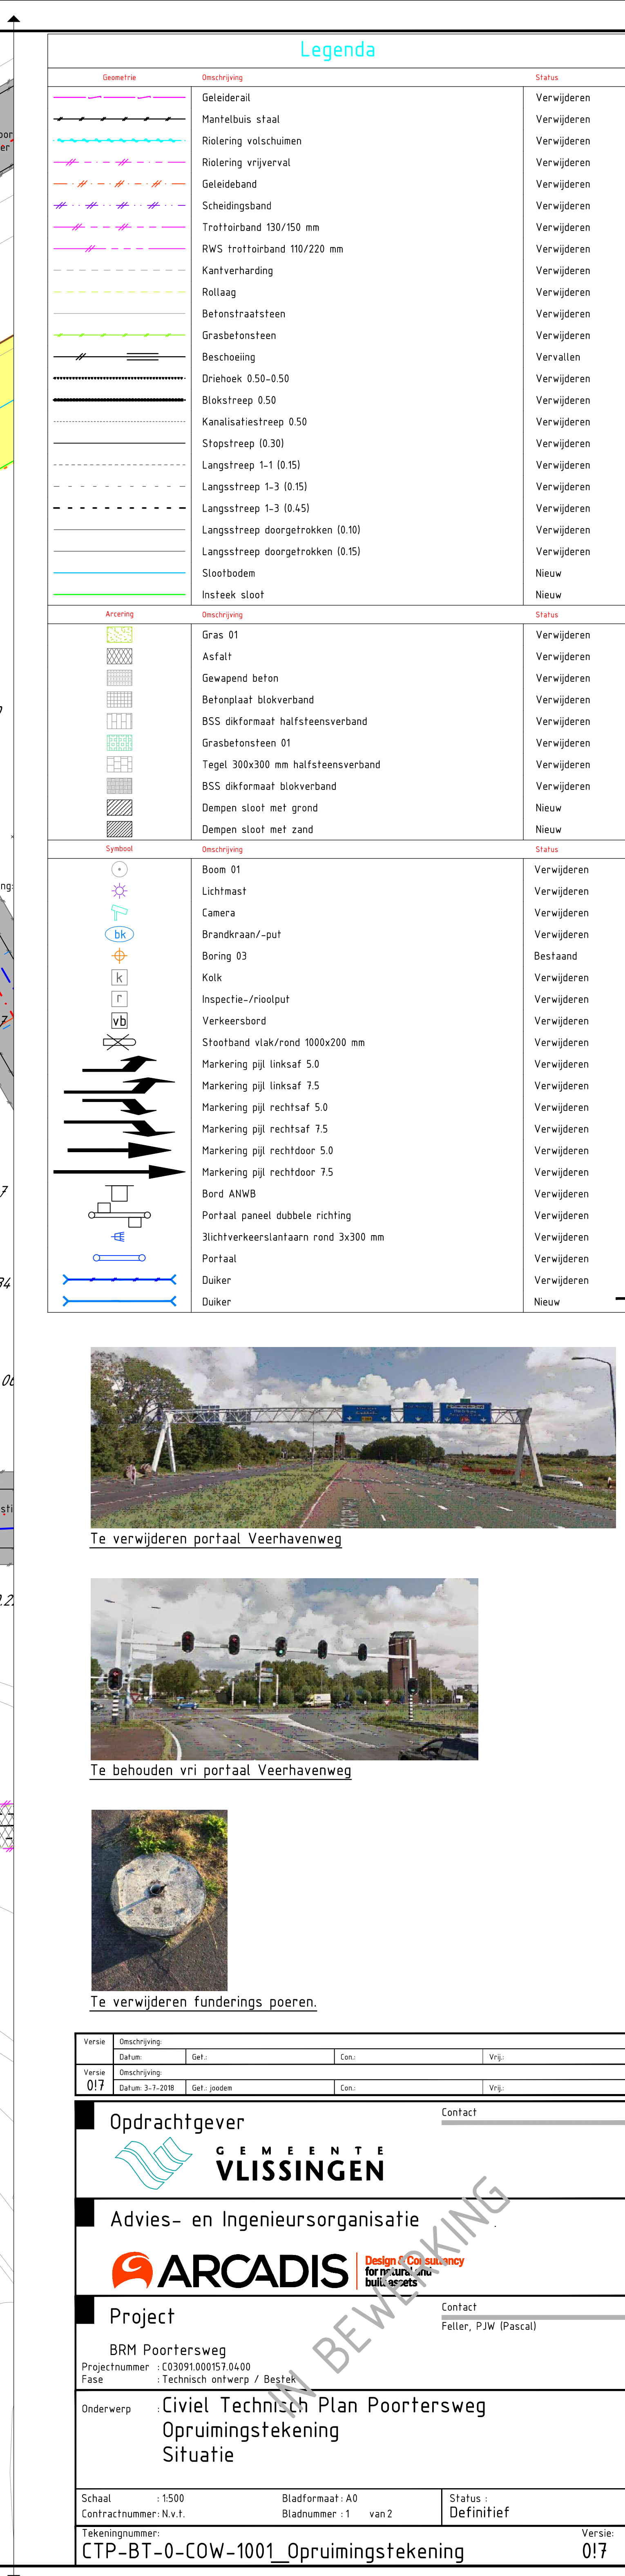 Legenda
Geometrie Omschrijving Status
Geleiderail Verwijderen
Mantelbuis staal Verwijderen
Riolering volschuimen Verwijderen
Riolering vrijverval Verwijderen
Geleideband Verwijderen
Scheidingsband Verwijderen
Trottoirband 130/150 mm Verwijderen
RWS trottoirband 110/220 mm Verwijderen
Kantverharding Verwijderen
Rollaag Verwijderen
Betonstraatsteen Verwijderen
Grasbetonsteen Verwijderen
Beschoeiing Vervallen
Driehoek 0.50-0.50 Verwijderen
Blokstreep 0.50 Verwijderen
Kanalisatiestreep 0.50 Verwijderen
Stopstreep (0.30) Verwijderen
Langstreep 1-1 (0.15) Verwijderen
Langsstreep 1-3 (0.15) Verwijderen
Langsstreep 1-3 (0.45) Verwijderen
Langsstreep doorgetrokken (0.10) Verwijderen
Langsstreep doorgetrokken (0.15) Verwijderen
Slootbodem Nieuw
Insteek sloot Nieuw
Arcering Omschrijving Status
Gras 01 Verwijderen
Asfalt Verwijderen
Gewapend beton Verwijderen
Betonplaat blokverband Verwijderen
BSS dikformaat halfsteensverband Verwijderen
Grasbetonsteen 01 Verwijderen
Tegel 300x300 mm halfsteensverband Verwijderen
BSS dikformaat blokverband Verwijderen
Dempen sloot met grond Nieuw
Dempen sloot met zand Nieuw
Symbool Omschrijving Status
Boom 01 Verwijderen
Lichtmast Verwijderen
Camera Verwijderen
bk Brandkraan/-put Verwijderen
Boring 03 Bestaand
k Kolk Verwijderen
r Inspectie-/rioolput Verwijderen
vb Verkeersbord Verwijderen
Stootband vlak/rond 1000x200 mm Verwijderen
Markering pijl linksaf 5.0 Verwijderen
Markering pijl linksaf 7.5 Verwijderen
Markering pijl rechtsaf 5.0 Verwijderen
Markering pijl rechtsaf 7.5 Verwijderen
Markering pijl rechtdoor 5.0 Verwijderen
Markering pijl rechtdoor 7.5 Verwijderen
Bord ANWB Verwijderen
Portaal paneel dubbele richting Verwijderen
3lichtverkeerslantaarn rond 3x300 mm Verwijderen
Portaal Verwijderen
Duiker Verwijderen
Duiker Nieuw
Te verwijderen portaal Veerhavenweg
Te behouden vri portaal Veerhavenweg
Te verwijderen funderings poeren.
Versie Omschrijving:
Datum: Get.: Con.: Vrij.:
Versie Omschrijving:
0!7 Datum: 3-7-2018 Get.: joodem Con.: Vrij.:
Opdrachtgever Contact
GEMEENTE
VLISSINGEN
Advies- en Ingenieursorganisatie
ARCADIS Design & Consultancy
for natural and
built assets
IN BEWERKING
Project Contact
Feller, PJW (Pascal)
BRM Poortersweg
Projectnummer : C03091.000157.0400
Fase : Technisch ontwerp / Bestek
Onderwerp : Civiel Technisch Plan Poortersweg
Opruimingstekening
Situatie
Schaal : 1:500 Bladformaat : A0 Status :
Contractnummer: N.v.t. Bladnummer : 1 van 2 Definitief
Tekeningnummer: Versie:
CTP-BT-0-COW-1001_Opruimingstekening 0!7